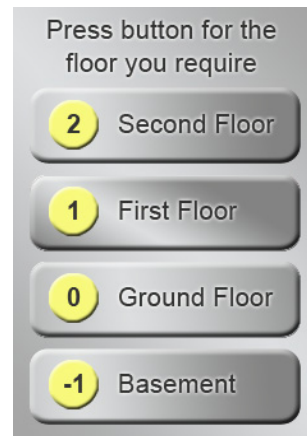 Press button for the
floor you require
2 Second Floor
1 First Floor
0 Ground Floor
-1 Basement